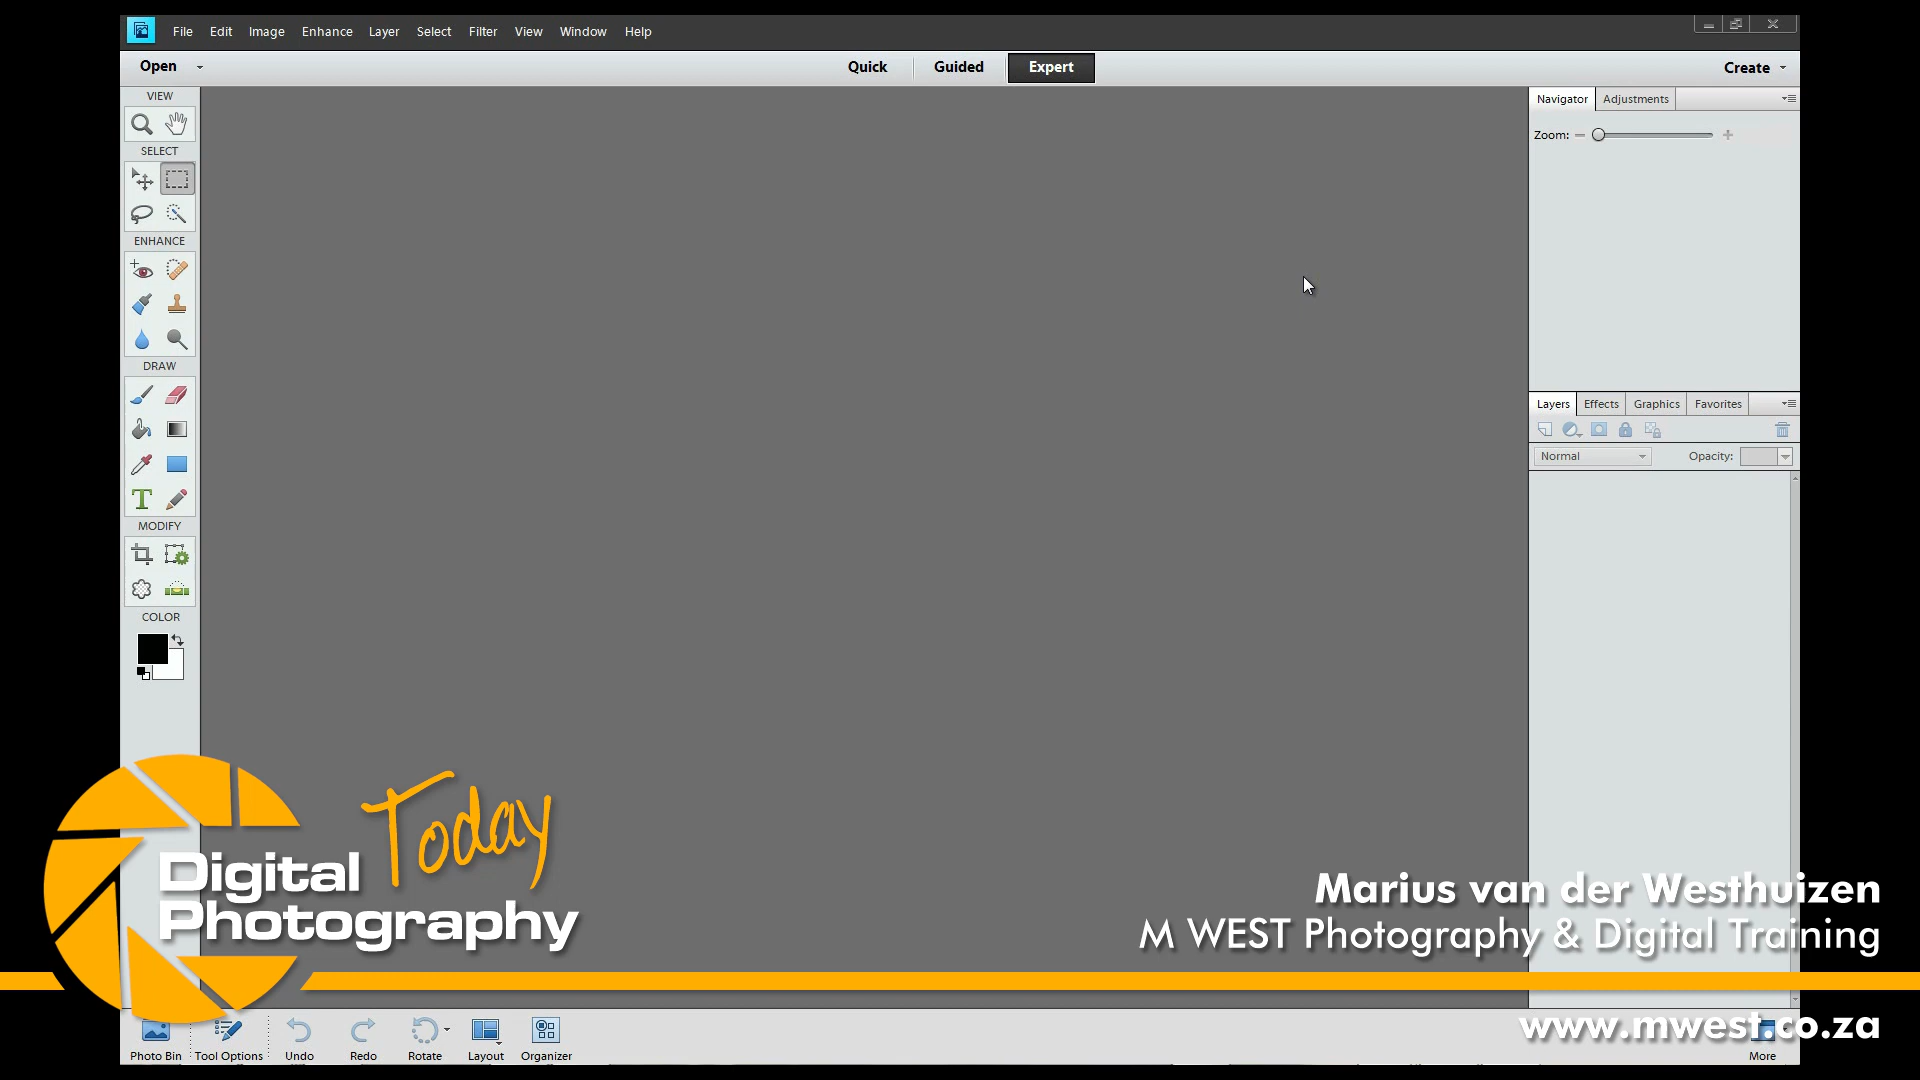 File Edit Image Enhance Layer Select Filter View Window Help
Open Quick Guided Expert Create
VIEW
SELECT
ENHANCE
DRAW
T
MODIFY
COLOR
Navigator Adjustments
Zoom:
Layers Effects Graphics Favorites
Normal Opacity:
Today
Digital
Photography
Marius van der Westhuizen
M WEST Photography & Digital Training
www.mwest.co.za
Photo Bin Tool Options Undo Redo Rotate Layout Organizer More